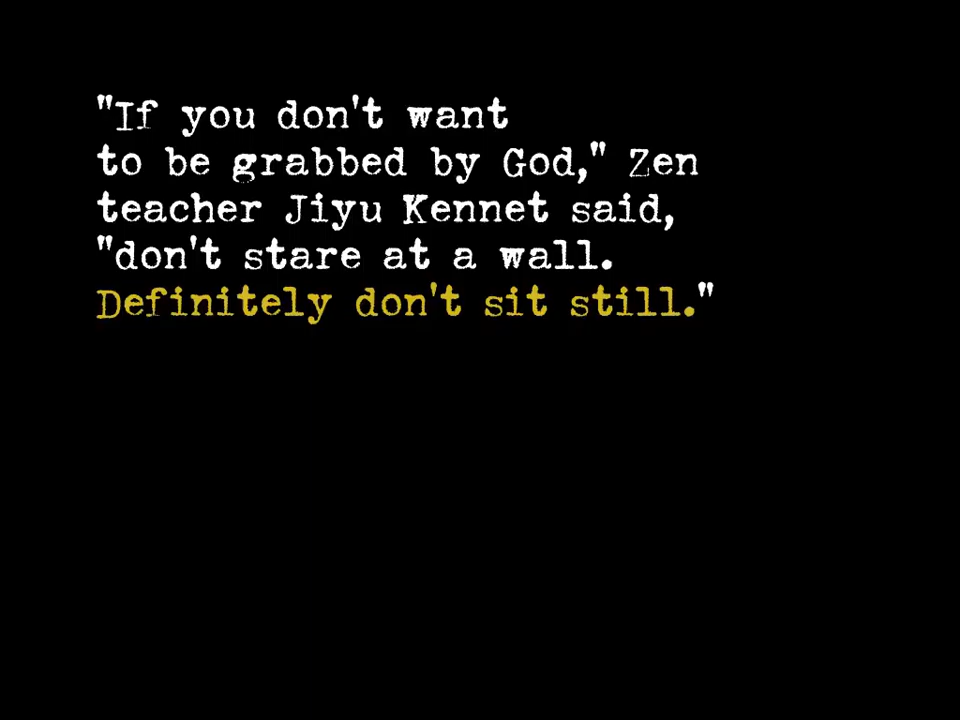 "If you don't want
to be grabbed by God," Zen
teacher Jiyu Kennet said,
"don't stare at a wall.
Definitely don't sit still."